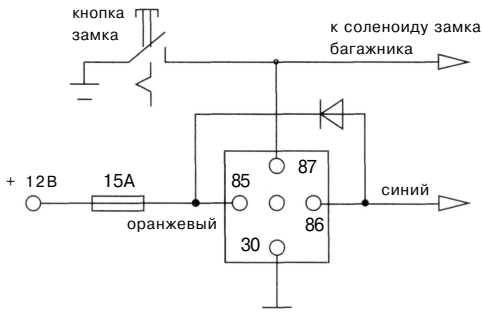 кнопка
замка
к соленоиду замка
багажника
87
+ 12В
15А
85
синий
оранжевый
86
30